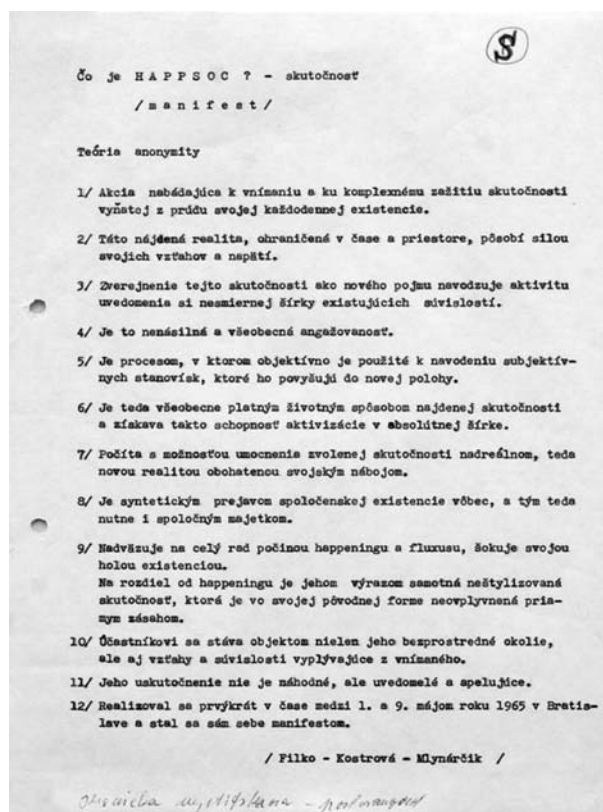 S
Čo je H A P P S O C ? - skutočnosť
/ m a n i f e s t /
Teória anonymity
1/ Akcia nabádajúca k vnímaniu a ku komplexnému zažitiu skutočnosti
vyňatej z prúdu svojej každodennej existencie.
2/ Táto nájdená realita, ohraničená v čase a priestore, pôsobí silou
svojich vzťahov a napätí.
3/ Zverejnenie tejto skutočnosti ako nového pojmu navodzuje aktivitu
uvedomenia si nesmiernej šírky existujúcich súvislostí.
4/ Je to nenásilná a všeobecná angažovanosť.
5/ Je procesom, v ktorom objektívno je použité k navodeniu subjektív-
nych stanovísk, ktoré ho povyšujú do novej polohy.
6/ Je teda všeobecne platným životným spôsobom najdenej skutočnosti
a získava takto schopnosť aktivizácie v absolútnej šírke.
7/ Počíta s možnosťou umocnenia zvolenej skutočnosti nadreálnom, teda
novou realitou obohatenou svojským nábojom.
8/ Je syntetickým prejavom spoločenskej existencie vôbec, a tým teda
nutne i spoločným majetkom.
9/ Nadväzuje na celý rad počinou happeningu a fluxusu, šokuje svojou
holou existenciou.
Na rozdiel od happeningu je jehom výrazom samotná neštylizovaná
skutočnosť, ktorá je vo svojej pôvodnej forme neovplyvnená pria-
mym zásahom.
10/ Účastníkovi sa stáva objektom nielen jeho bezprostredné okolie,
ale aj vzťahy a súvislosti vyplývajúce z vnímaného.
11/ Jeho uskutočnenie nie je náhodné, ale uvedomelé a apelujúce.
12/ Realizoval sa prvýkrát v čase medzi 1. a 9. májom roku 1965 v Bratis-
lave a stal sa sám sebe manifestom.
/ Filko - Kostrová - Mlynárčik /